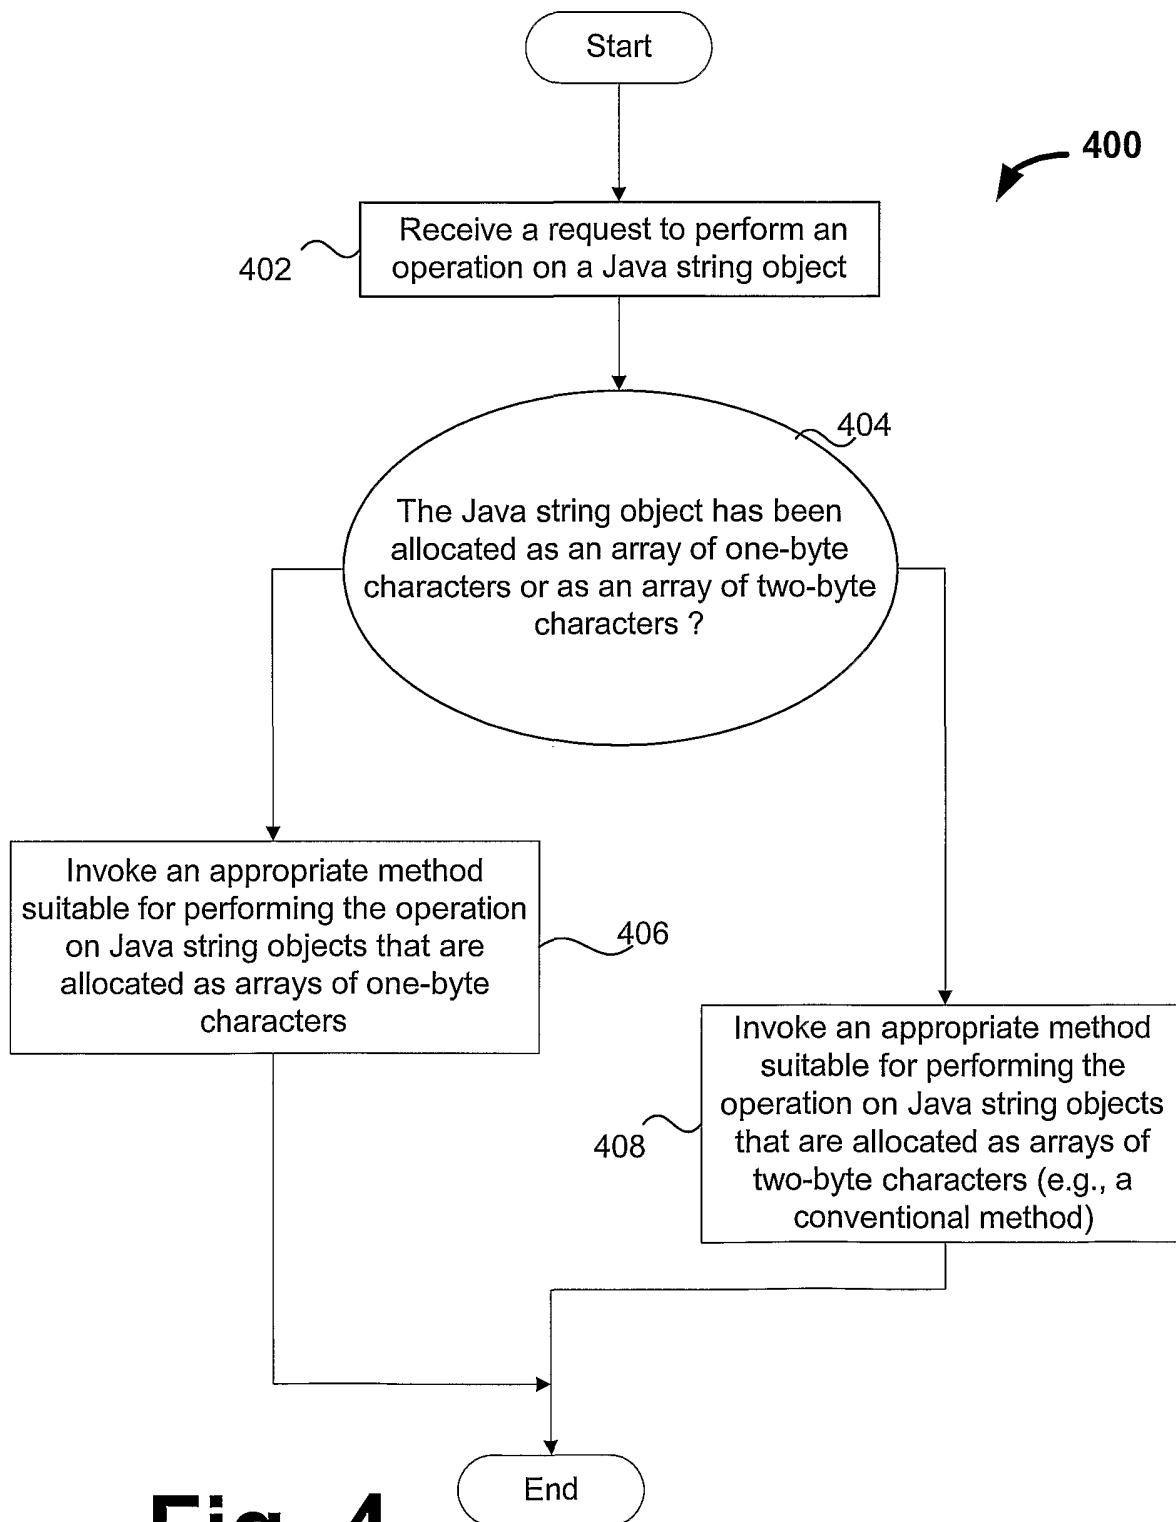 Start
400
Receive a request to perform an
operation on a Java string object
402
404
The Java string object has been
allocated as an array of one-byte
characters or as an array of two-byte
characters ?
Invoke an appropriate method
suitable for performing the operation
on Java string objects that are
allocated as arrays of one-byte
characters
406
Invoke an appropriate method
suitable for performing the
operation on Java string objects
that are allocated as arrays of
two-byte characters (e.g., a
conventional method)
408
End
Fig. 4